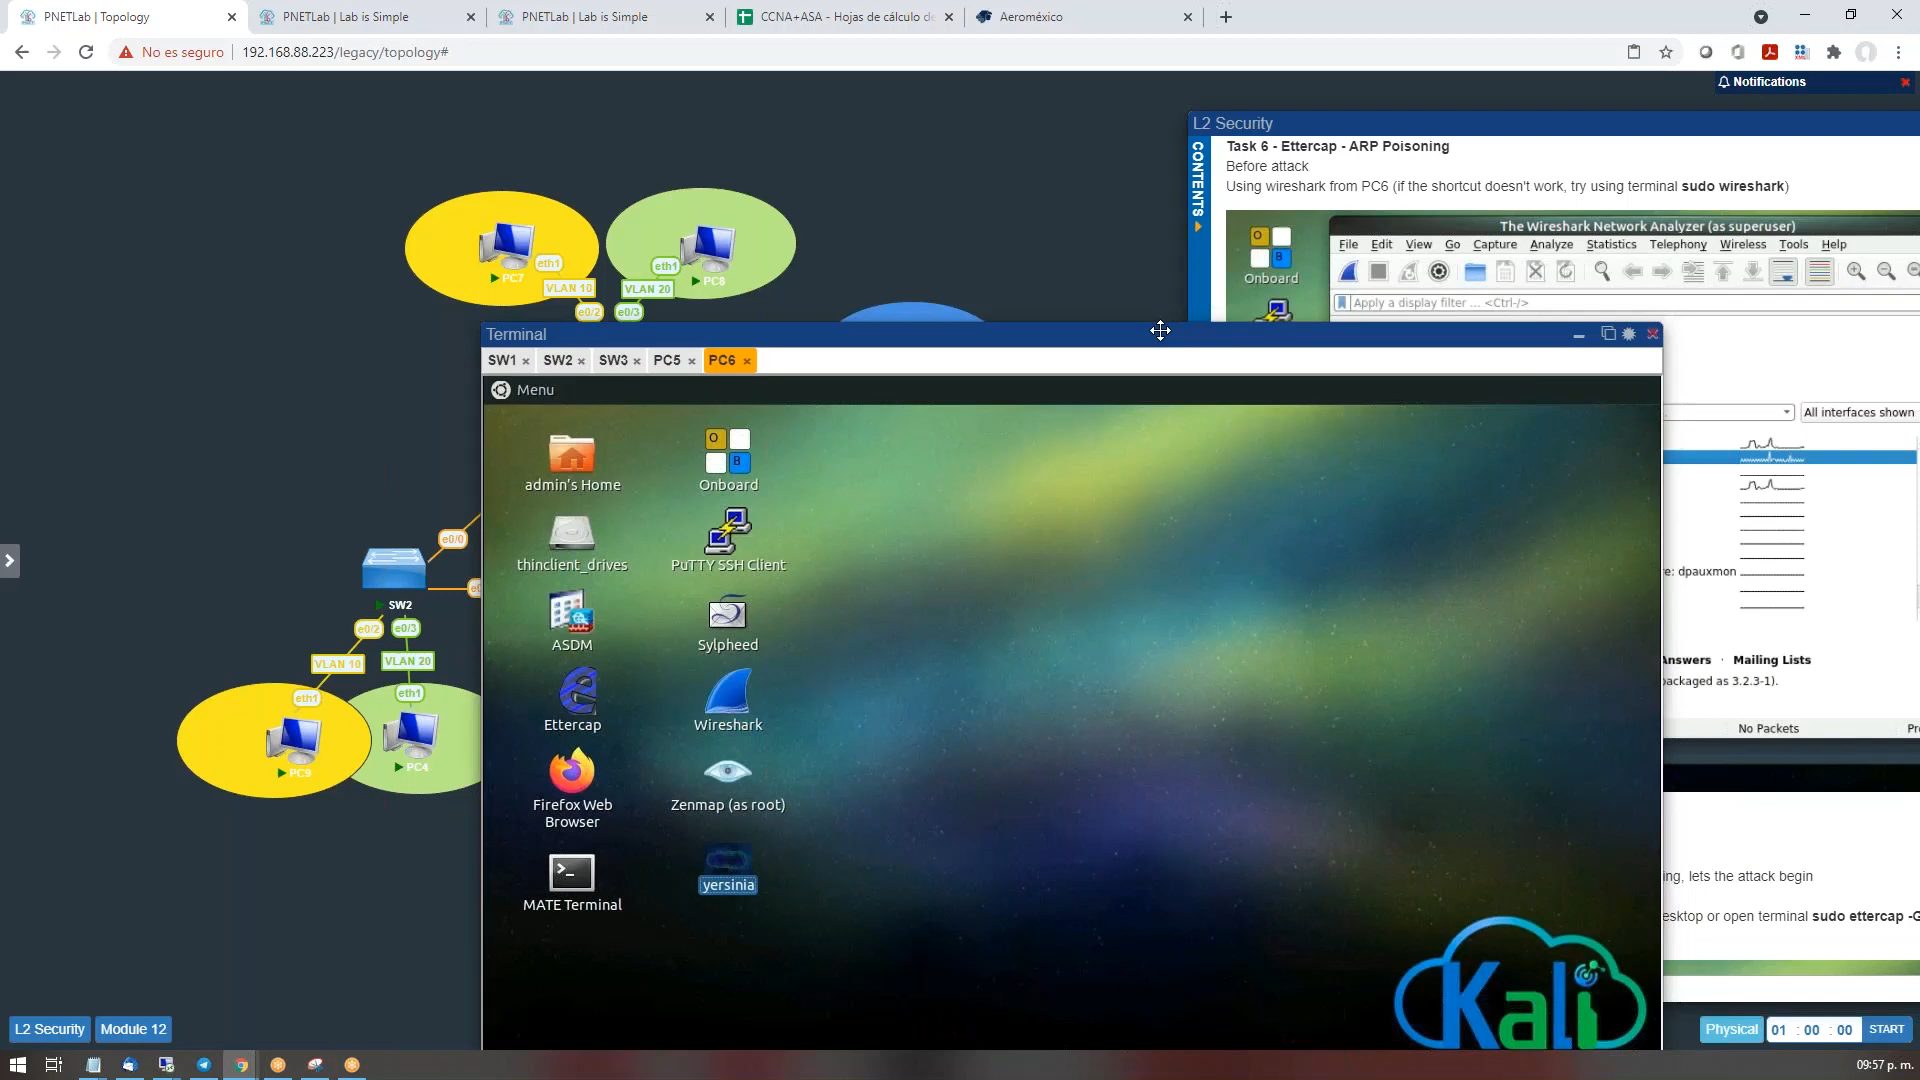 PNETLab | Topology
PNETLab | Lab is Simple
PNETLab | Lab is Simple
CCNA+ASA - Hojas de cálculo de
Aeroméxico
No es seguro
192.168.88.223/legacy/topology#
Notifications
L2 Security
CONTENTS
Task 6 - Ettercap - ARP Poisoning
Before attack
Using wireshark from PC6 (if the shortcut doesn't work, try using terminal sudo wireshark)
The Wireshark Network Analyzer (as superuser)
File Edit View Go Capture Analyze Statistics Telephony Wireless Tools Help
O
B
Onboard
Apply a display filter ... <Ctrl-/>
PC7
eth1
VLAN 10
e0/2
PC8
eth1
VLAN 20
e0/3
Terminal
SW1 SW2 SW3 PC5 PC6
Menu
admin's Home
O
B
Onboard
thinclient_drives
PuTTY SSH Client
ASDM
Sylpheed
Ettercap
Wireshark
Firefox Web
Browser
Zenmap (as root)
MATE Terminal
yersinia
Kali
All interfaces shown
e: dpauxmon
Answers · Mailing Lists
ackaged as 3.2.3-1).
No Packets
ing, lets the attack begin
esktop or open terminal sudo ettercap -G
e0/0
SW2
e0/2
e0/3
VLAN 10
VLAN 20
eth1
eth1
PC9
PC4
L2 Security
Module 12
Physical
01 : 00 : 00
START
09:57 p. m.